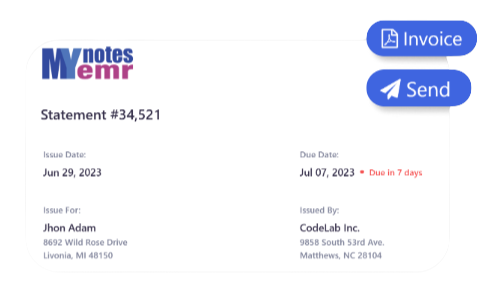 Invoice
MYnotes
emr
Send
Statement #34,521
Issue Date:
Due Date:
Jun 29, 2023
Jul 07, 2023 • Due in 7 days
Issue For:
Issued By:
Jhon Adam
CodeLab Inc.
8692 Wild Rose Drive
9858 South 53rd Ave.
Livonia, MI 48150
Matthews, NC 28104